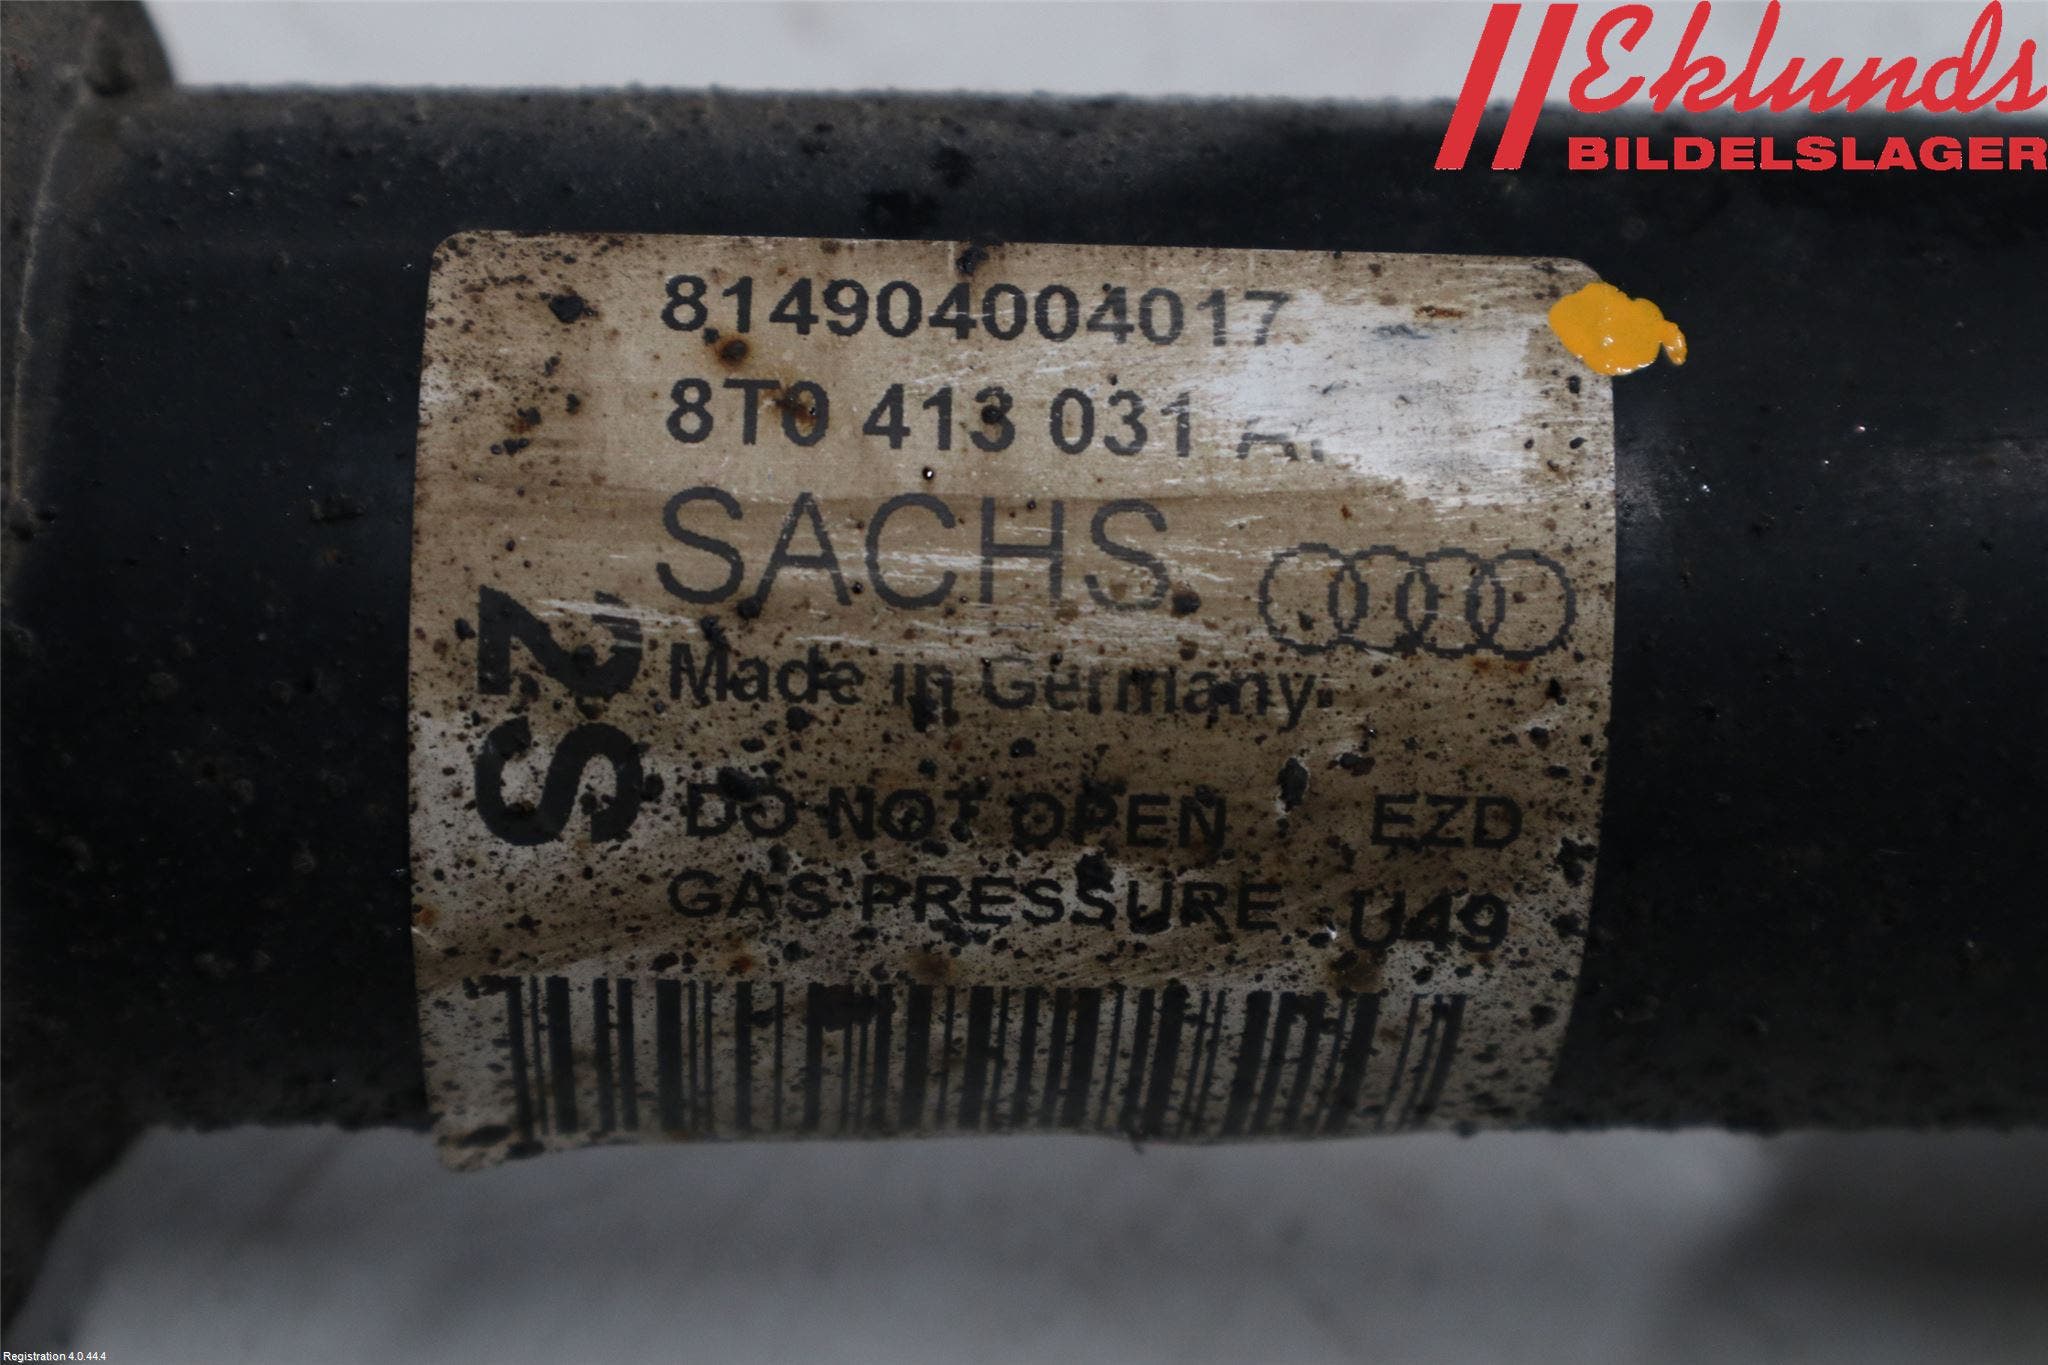 Eklunds
BILDELSLAGER
814904004017
8T0 413 031
SACHS
Made in Germany
SZ
DO NOT OPEN EZD
GAS PRESSURE U49
Registration 4.0.44.4